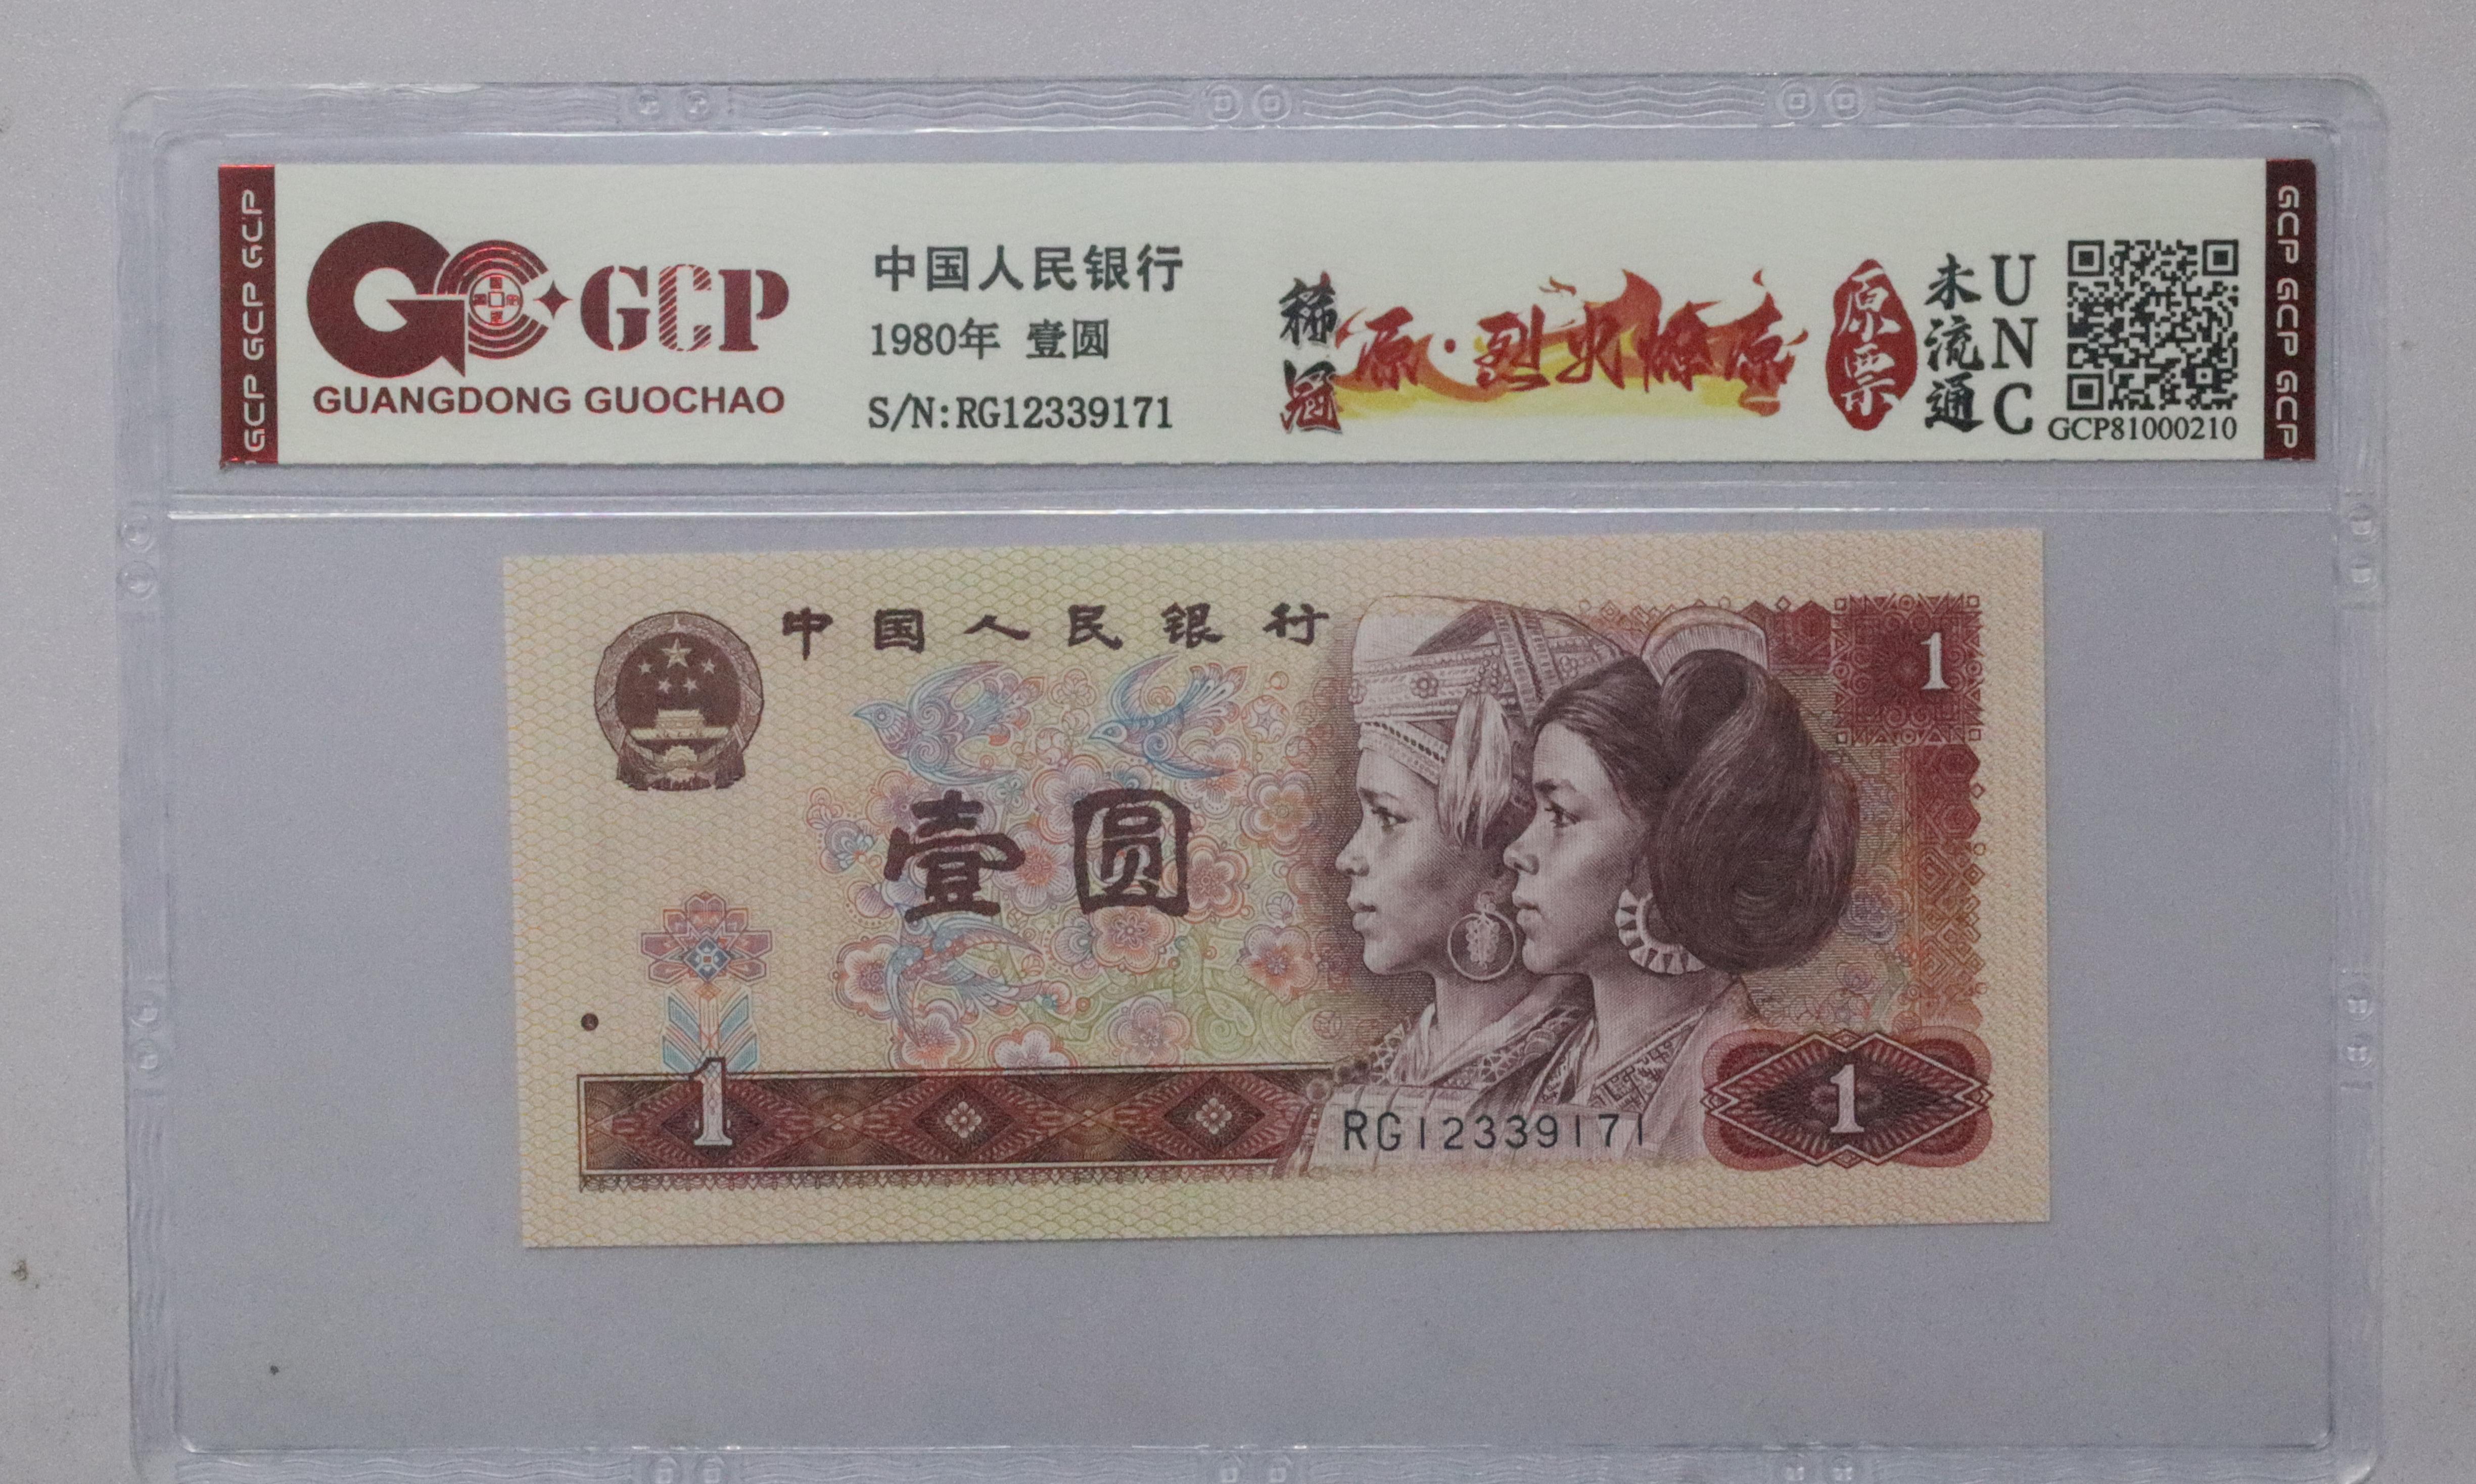 GCP GCP GCP
GCP
GUANGDONG GUOCHAO
中国人民银行
1980年 壹圆
S/N:RG12339171
稀冠
原·烈火燎原
原票
未流通
UNC
GCP81000210
GCP GCP GCP
中国人民银行
1
壹圆
1
RG12339171
1